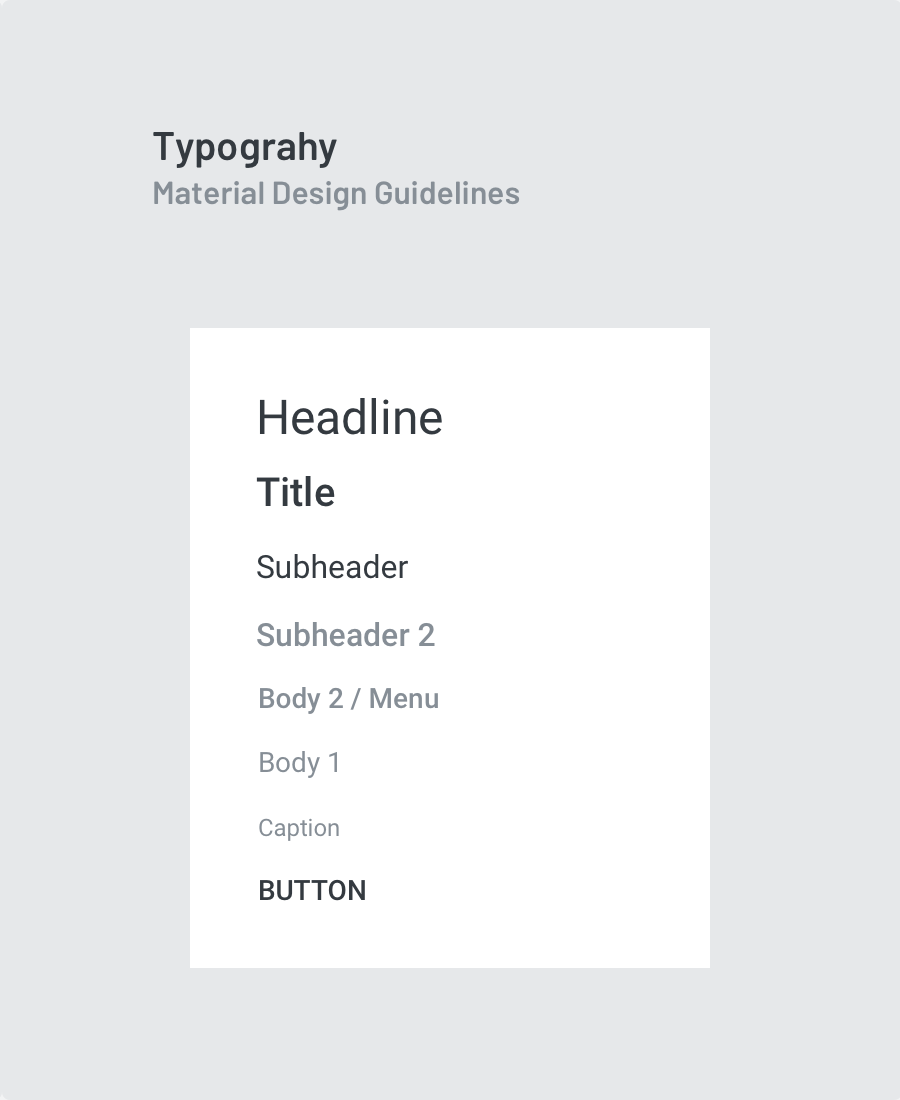 Typograhy
Material Design Guidelines
Headline
Title
Subheader
Subheader 2
Body 2 / Menu
Body 1
Caption
BUTTON